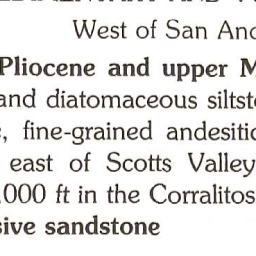 West of San And
Pliocene and upper M
and diatomaceous siltst
, fine-grained andesitic
east of Scotts Valley
,000 ft in the Corralitos
sive sandstone